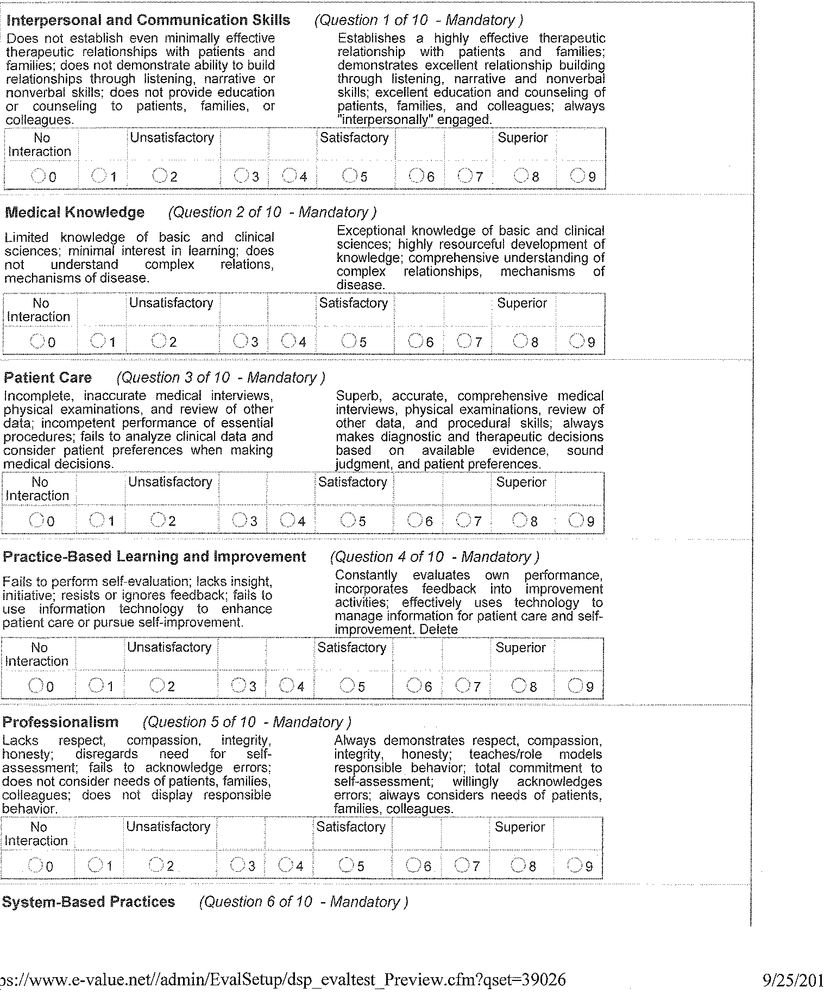 Interpersonal and Communication Skills (Question 1 of 10 - Mandatory )
Does not establish even minimally effective
therapeutic relationships with patients and
families; does not demonstrate ability to build
relationships through listening, narrative or
nonverbal skills; does not provide education
or counseling to patients, families, or
colleagues.
Establishes a highly effective therapeutic
relationship with patients and families;
demonstrates excellent relationship building
through listening, narrative and nonverbal
skills; excellent education and counseling of
patients, families, and colleagues; always
"interpersonally" engaged.
No Unsatisfactory Satisfactory Superior
Interaction
0 1 2 3 4 5 6 7 8 9
Medical Knowledge (Question 2 of 10 - Mandatory )
Limited knowledge of basic and clinical
sciences; minimal interest in learning; does
not understand complex relations,
mechanisms of disease.
Exceptional knowledge of basic and clinical
sciences; highly resourceful development of
knowledge; comprehensive understanding of
complex relationships, mechanisms of
disease.
No Unsatisfactory Satisfactory Superior
Interaction
0 1 2 3 4 5 6 7 8 9
Patient Care (Question 3 of 10 - Mandatory )
Incomplete, inaccurate medical interviews,
physical examinations, and review of other
data; incompetent performance of essential
procedures; fails to analyze clinical data and
consider patient preferences when making
medical decisions.
Superb, accurate, comprehensive medical
interviews, physical examinations, review of
other data, and procedural skills; always
makes diagnostic and therapeutic decisions
based on available evidence, sound
judgment, and patient preferences.
No Unsatisfactory Satisfactory Superior
Interaction
0 1 2 3 4 5 6 7 8 9
Practice-Based Learning and Improvement (Question 4 of 10 - Mandatory )
Fails to perform self-evaluation; lacks insight,
initiative; resists or ignores feedback; fails to
use information technology to enhance
patient care or pursue self-improvement.
Constantly evaluates own performance,
incorporates feedback into improvement
activities; effectively uses technology to
manage information for patient care and self-
improvement. Delete
No Unsatisfactory Satisfactory Superior
Interaction
0 1 2 3 4 5 6 7 8 9
Professionalism (Question 5 of 10 - Mandatory )
Lacks respect, compassion, integrity,
honesty; disregards need for self-
assessment; fails to acknowledge errors;
does not consider needs of patients, families,
colleagues; does not display responsible
behavior.
Always demonstrates respect, compassion,
integrity, honesty; teaches/role models
responsible behavior; total commitment to
self-assessment; willingly acknowledges
errors; always considers needs of patients,
families, colleagues.
No Unsatisfactory Satisfactory Superior
Interaction
0 1 2 3 4 5 6 7 8 9
System-Based Practices (Question 6 of 10 - Mandatory )
ps://www.e-value.net//admin/EvalSetup/dsp_evaltest_Preview.cfm?qset=39026 9/25/201